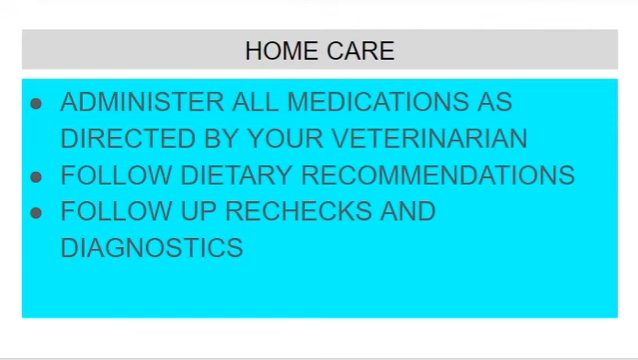 HOME CARE
● ADMINISTER ALL MEDICATIONS AS
DIRECTED BY YOUR VETERINARIAN
● FOLLOW DIETARY RECOMMENDATIONS
● FOLLOW UP RECHECKS AND
DIAGNOSTICS